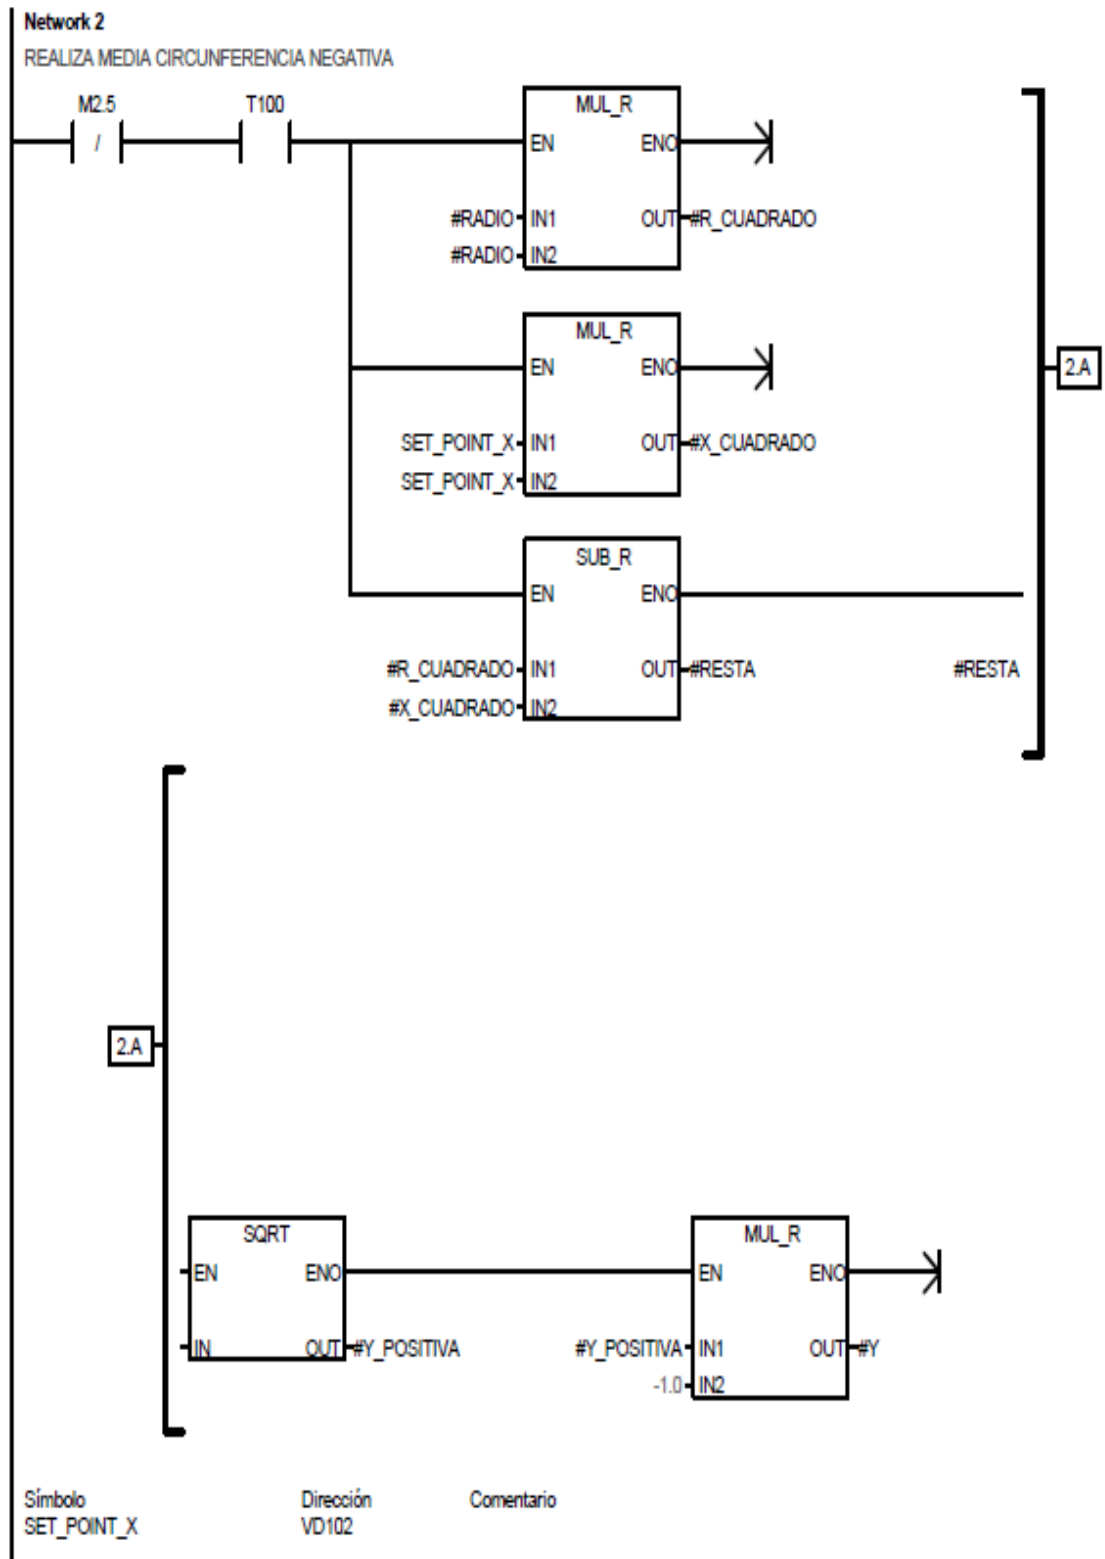 Network 2
REALIZA MEDIA CIRCUNFERENCIA NEGATIVA
M2.5 T100 MUL_R
/ EN ENO
#RADIO IN1 OUT #R_CUADRADO
#RADIO IN2
MUL_R
EN ENO 2.A
SET_POINT_X IN1 OUT #X_CUADRADO
SET_POINT_X IN2
SUB_R
EN ENO
#R_CUADRADO IN1 OUT #RESTA #RESTA
#X_CUADRADO IN2
2.A
SQRT MUL_R
EN ENO EN ENO
IN OUT #Y_POSITIVA #Y_POSITIVA IN1 OUT #Y
-1.0 IN2
Símbolo Dirección Comentario
SET_POINT_X VD102